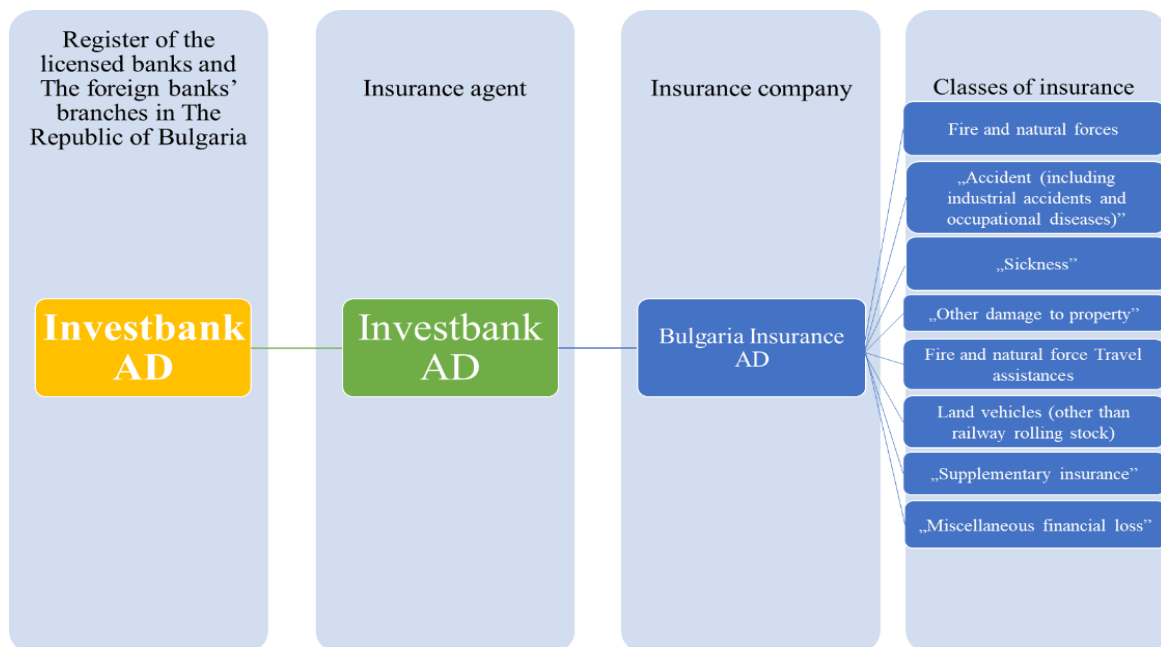 Register of the
licensed banks and
The foreign banks’
branches in The
Republic of Bulgaria
Insurance agent
Insurance company
Classes of insurance
Investbank
AD
Investbank
AD
Bulgaria Insurance
AD
Fire and natural forces
„Accident (including
industrial accidents and
occupational diseases)”
„Sickness”
„Other damage to property”
Fire and natural force Travel
assistances
Land vehicles (other than
railway rolling stock)
„Supplementary insurance”
„Miscellaneous financial loss”